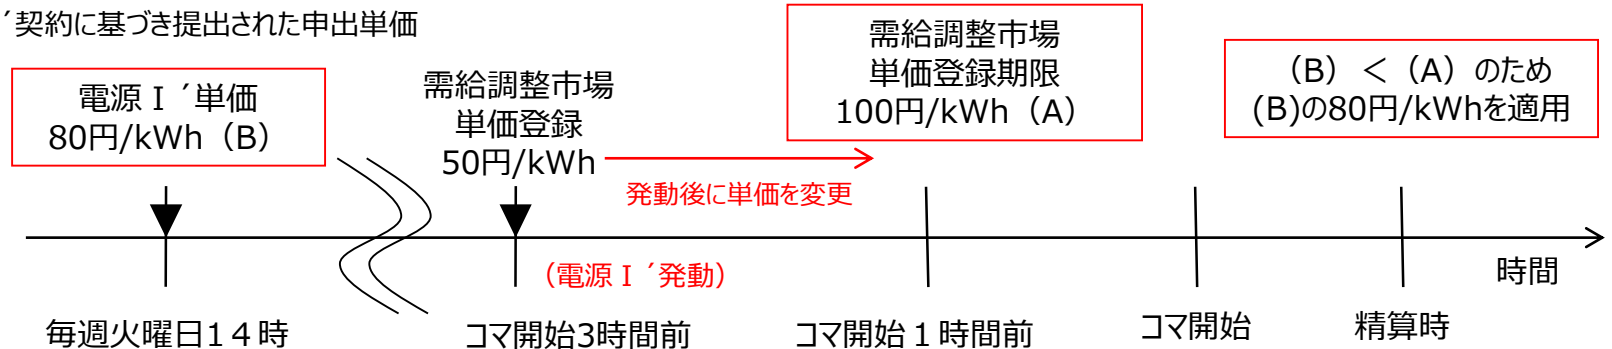 ´契約に基づき提出された申出単価
電源Ⅰ´単価
80円/kWh（B）
需給調整市場
単価登録
50円/kWh
発動後に単価を変更
需給調整市場
単価登録期限
100円/kWh（A）
（B）＜（A）のため
(B)の80円/kWhを適用
（電源Ⅰ´発動）
時間
毎週火曜日1４時
コマ開始3時間前
コマ開始１時間前
コマ開始
精算時